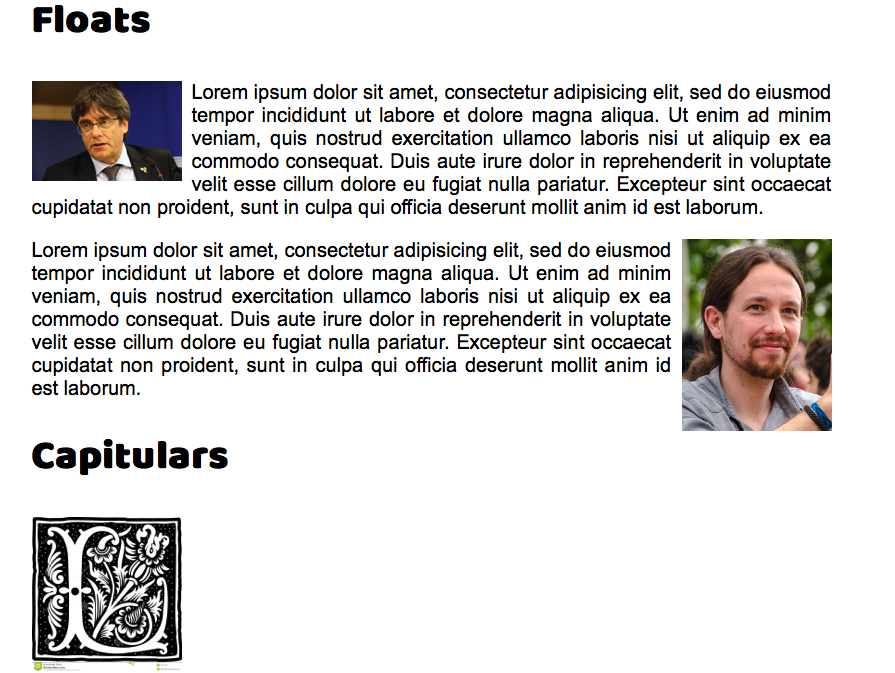 Floats
Lorem ipsum dolor sit amet, consectetur adipisicing elit, sed do eiusmod
tempor incididunt ut labore et dolore magna aliqua. Ut enim ad minim
veniam, quis nostrud exercitation ullamco laboris nisi ut aliquip ex ea
commodo consequat. Duis aute irure dolor in reprehenderit in voluptate
velit esse cillum dolore eu fugiat nulla pariatur. Excepteur sint occaecat
cupidatat non proident, sunt in culpa qui officia deserunt mollit anim id est laborum.
Lorem ipsum dolor sit amet, consectetur adipisicing elit, sed do eiusmod
tempor incididunt ut labore et dolore magna aliqua. Ut enim ad minim
veniam, quis nostrud exercitation ullamco laboris nisi ut aliquip ex ea
commodo consequat. Duis aute irure dolor in reprehenderit in voluptate
velit esse cillum dolore eu fugiat nulla pariatur. Excepteur sint occaecat
cupidatat non proident, sunt in culpa qui officia deserunt mollit anim id
est laborum.
Capitulars
L